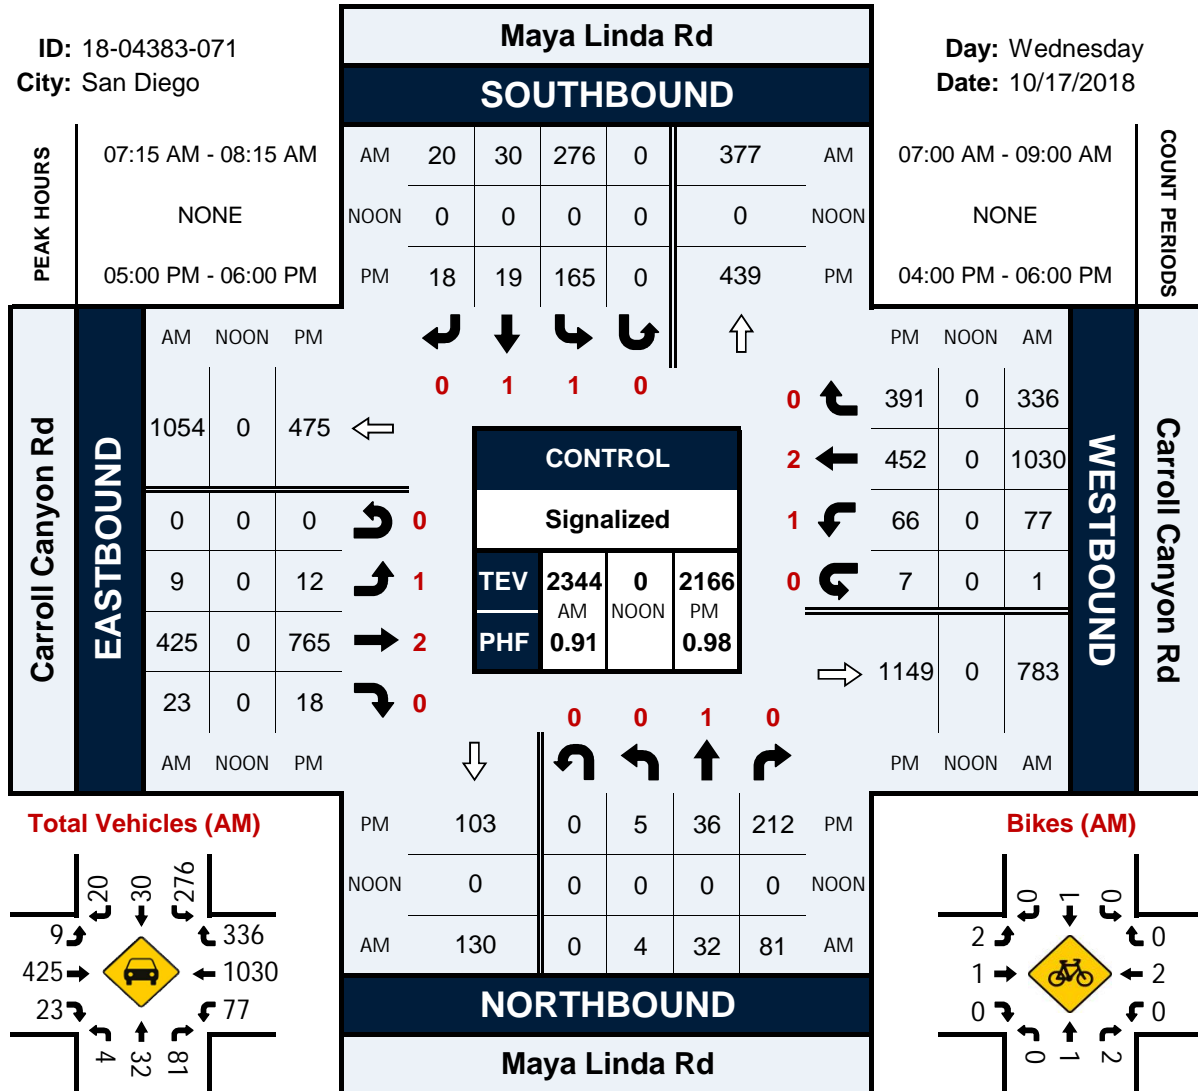 ID: 18-04383-071
City: San Diego
Maya Linda Rd
SOUTHBOUND
Day: Wednesday
Date: 10/17/2018
PEAK HOURS
07:15 AM - 08:15 AM
NONE
05:00 PM - 06:00 PM
AM 20 30 276 0 377 AM
NOON 0 0 0 0 0 NOON
PM 18 19 165 0 439 PM
07:00 AM - 09:00 AM
NONE
04:00 PM - 06:00 PM
COUNT PERIODS
0 1 1 0
Carroll Canyon Rd
EASTBOUND
AM NOON PM
1054 0 475
0 0 0 0
9 0 12 1
425 0 765 2
23 0 18 0
AM NOON PM
CONTROL
Signalized
TEV 2344 0 2166
AM NOON PM
PHF 0.91 0.98
PM NOON AM
0 391 0 336
2 452 0 1030
1 66 0 77
0 7 0 1
1149 0 783
PM NOON AM
WESTBOUND
Carroll Canyon Rd
0 0 1 0
PM 103 0 5 36 212 PM
NOON 0 0 0 0 0 NOON
AM 130 0 4 32 81 AM
NORTHBOUND
Maya Linda Rd
Total Vehicles (AM)
20 30 276
9 336
425 1030
23 77
4 32 81
Bikes (AM)
0 1 0
2 0
1 2
0 0
0 1 2